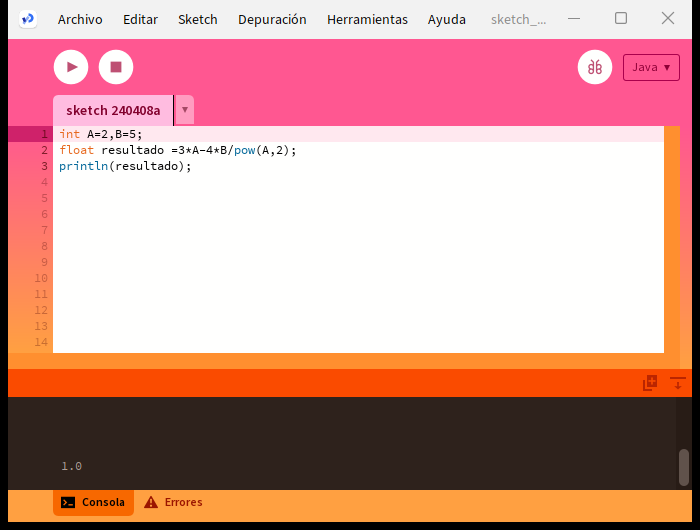 Archivo Editar Sketch Depuración Herramientas Ayuda sketch_...
Java ▾
sketch 240408a ▾
1 int A=2,B=5;
2 float resultado =3*A-4*B/pow(A,2);
3 println(resultado);
4
5
6
7
8
9
10
11
12
13
14
1.0
Consola Errores